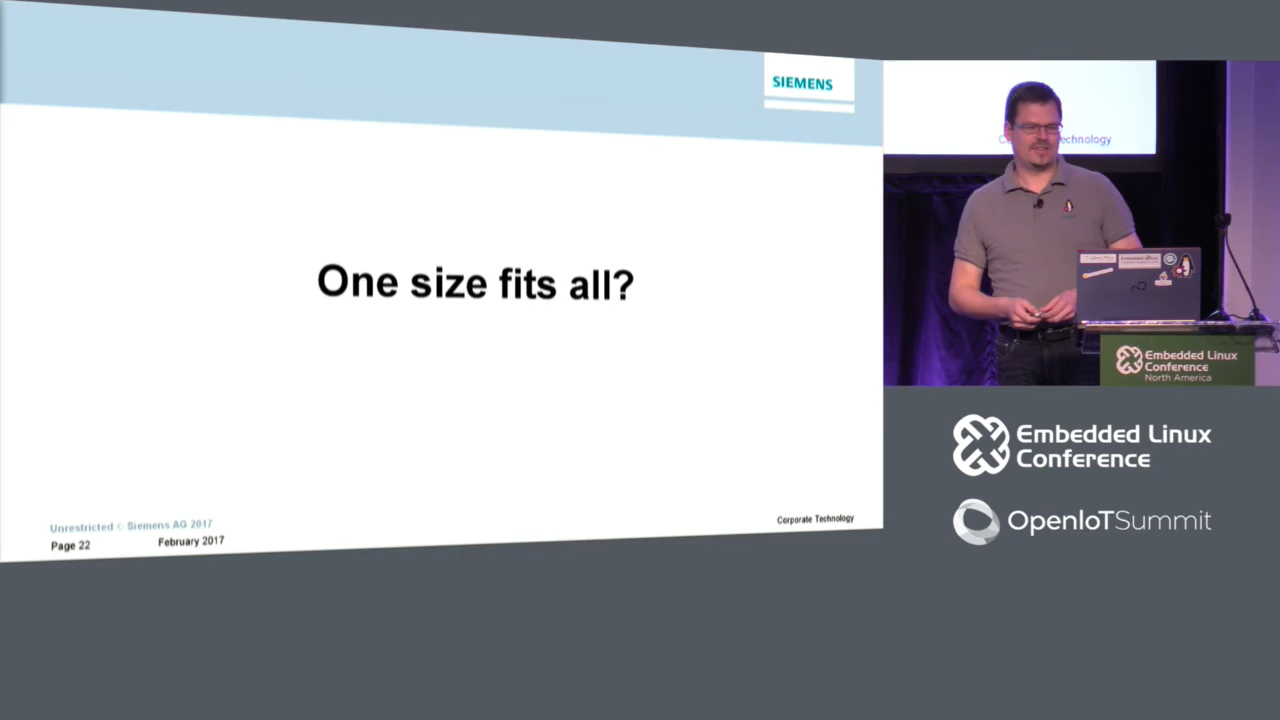 SIEMENS
One size fits all?
Unrestricted © Siemens AG 2017
Page 22
February 2017
Corporate Technology
echnology
Embedded Linux
Conference
North America
Embedded Linux
Conference
OpenIoTSummit